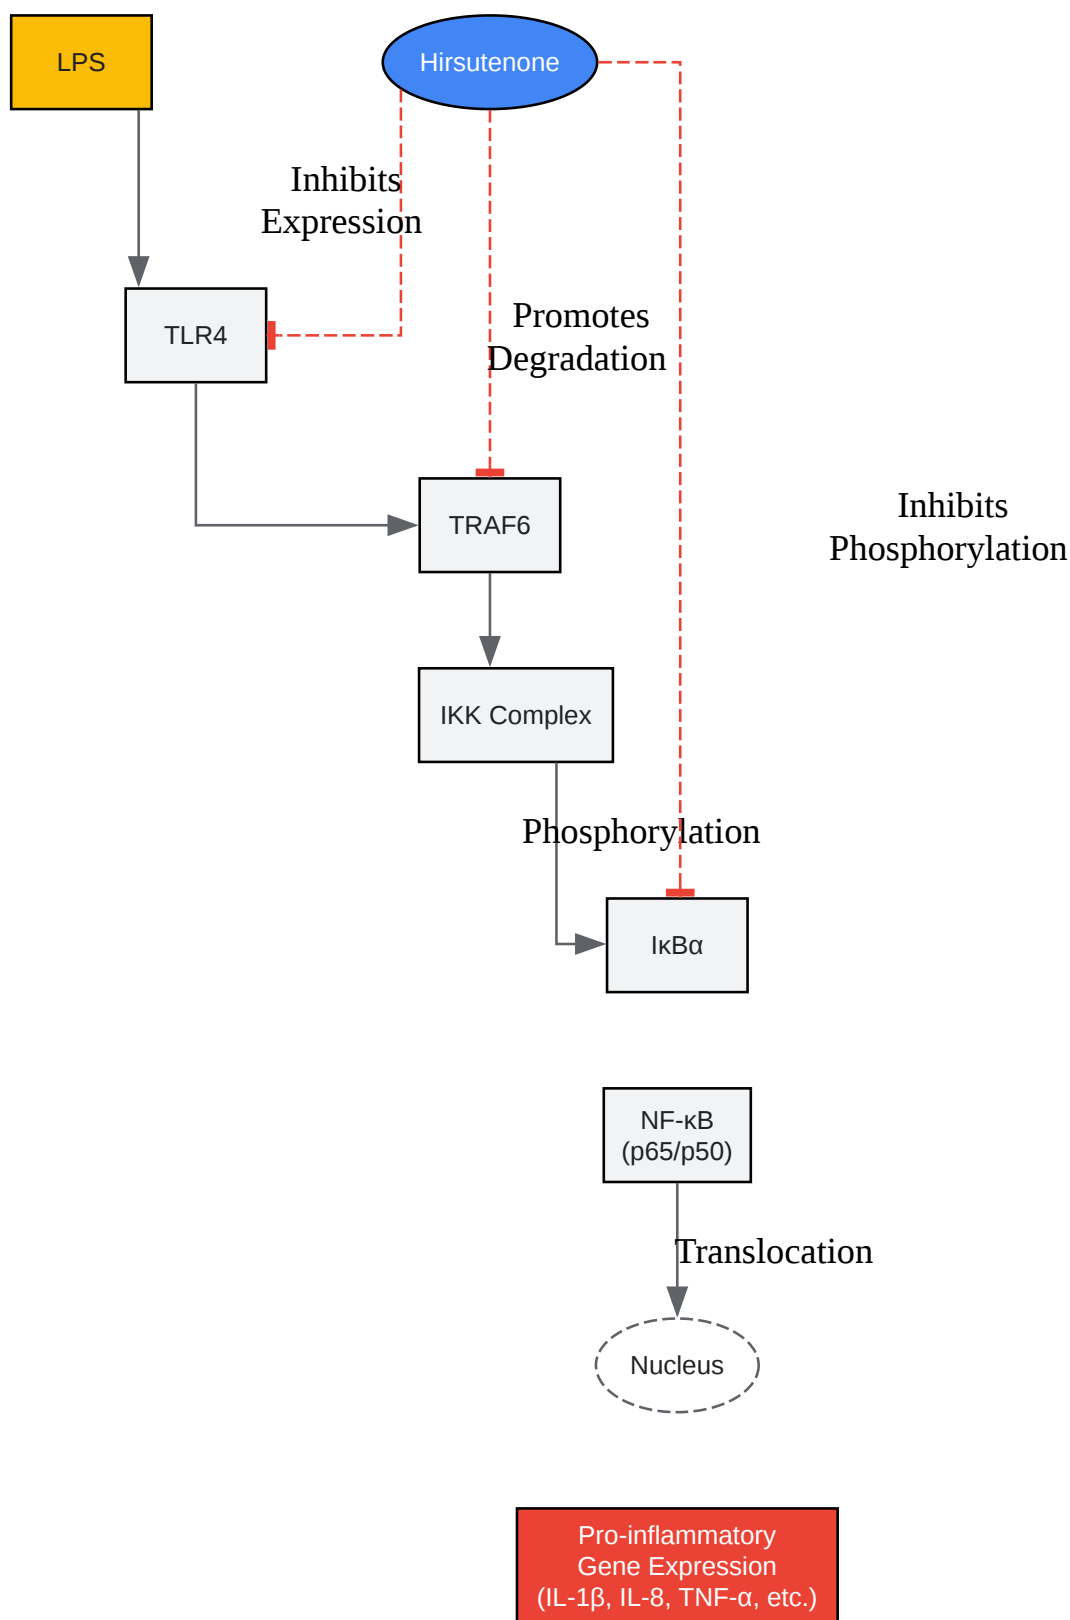 LPS
Hirsutenone
Inhibits
Expression
TLR4
Promotes
Degradation
TRAF6
Inhibits
Phosphorylation
IKK Complex
Phosphorylation
IκBα
NF-κB
(p65/p50)
Translocation
Nucleus
Pro-inflammatory
Gene Expression
(IL-1β, IL-8, TNF-α, etc.)